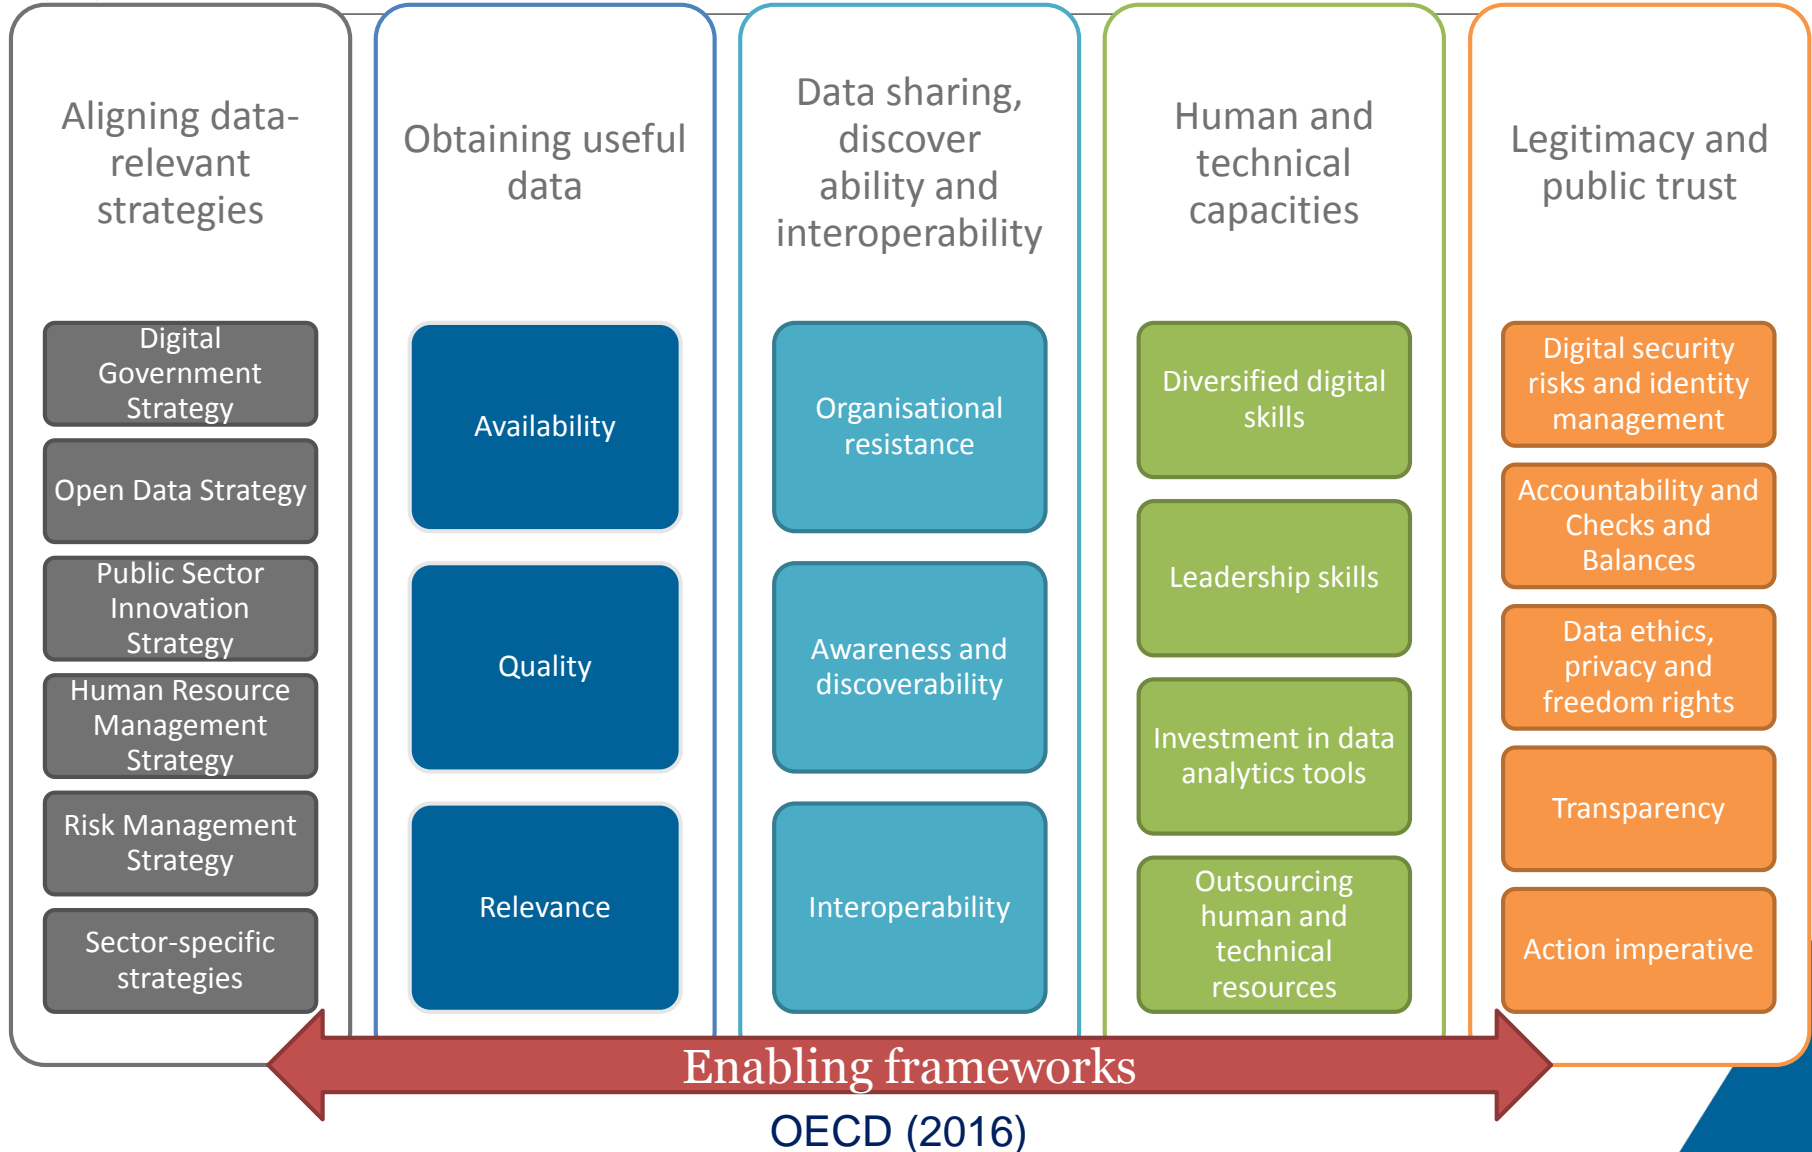 Aligning data-
relevant
strategies
Digital
Government
Strategy
Open Data Strategy
Public Sector
Innovation
Strategy
Human Resource
Management
Strategy
Risk Management
Strategy
Sector-specific
strategies
Obtaining useful
data
Availability
Quality
Relevance
Data sharing,
discover
ability and
interoperability
Organisational
resistance
Awareness and
discoverability
Interoperability
Human and
technical
capacities
Diversified digital
skills
Leadership skills
Investment in data
analytics tools
Outsourcing
human and
technical
resources
Legitimacy and
public trust
Digital security
risks and identity
management
Accountability and
Checks and
Balances
Data ethics,
privacy and
freedom rights
Transparency
Action imperative
Enabling frameworks
OECD (2016)